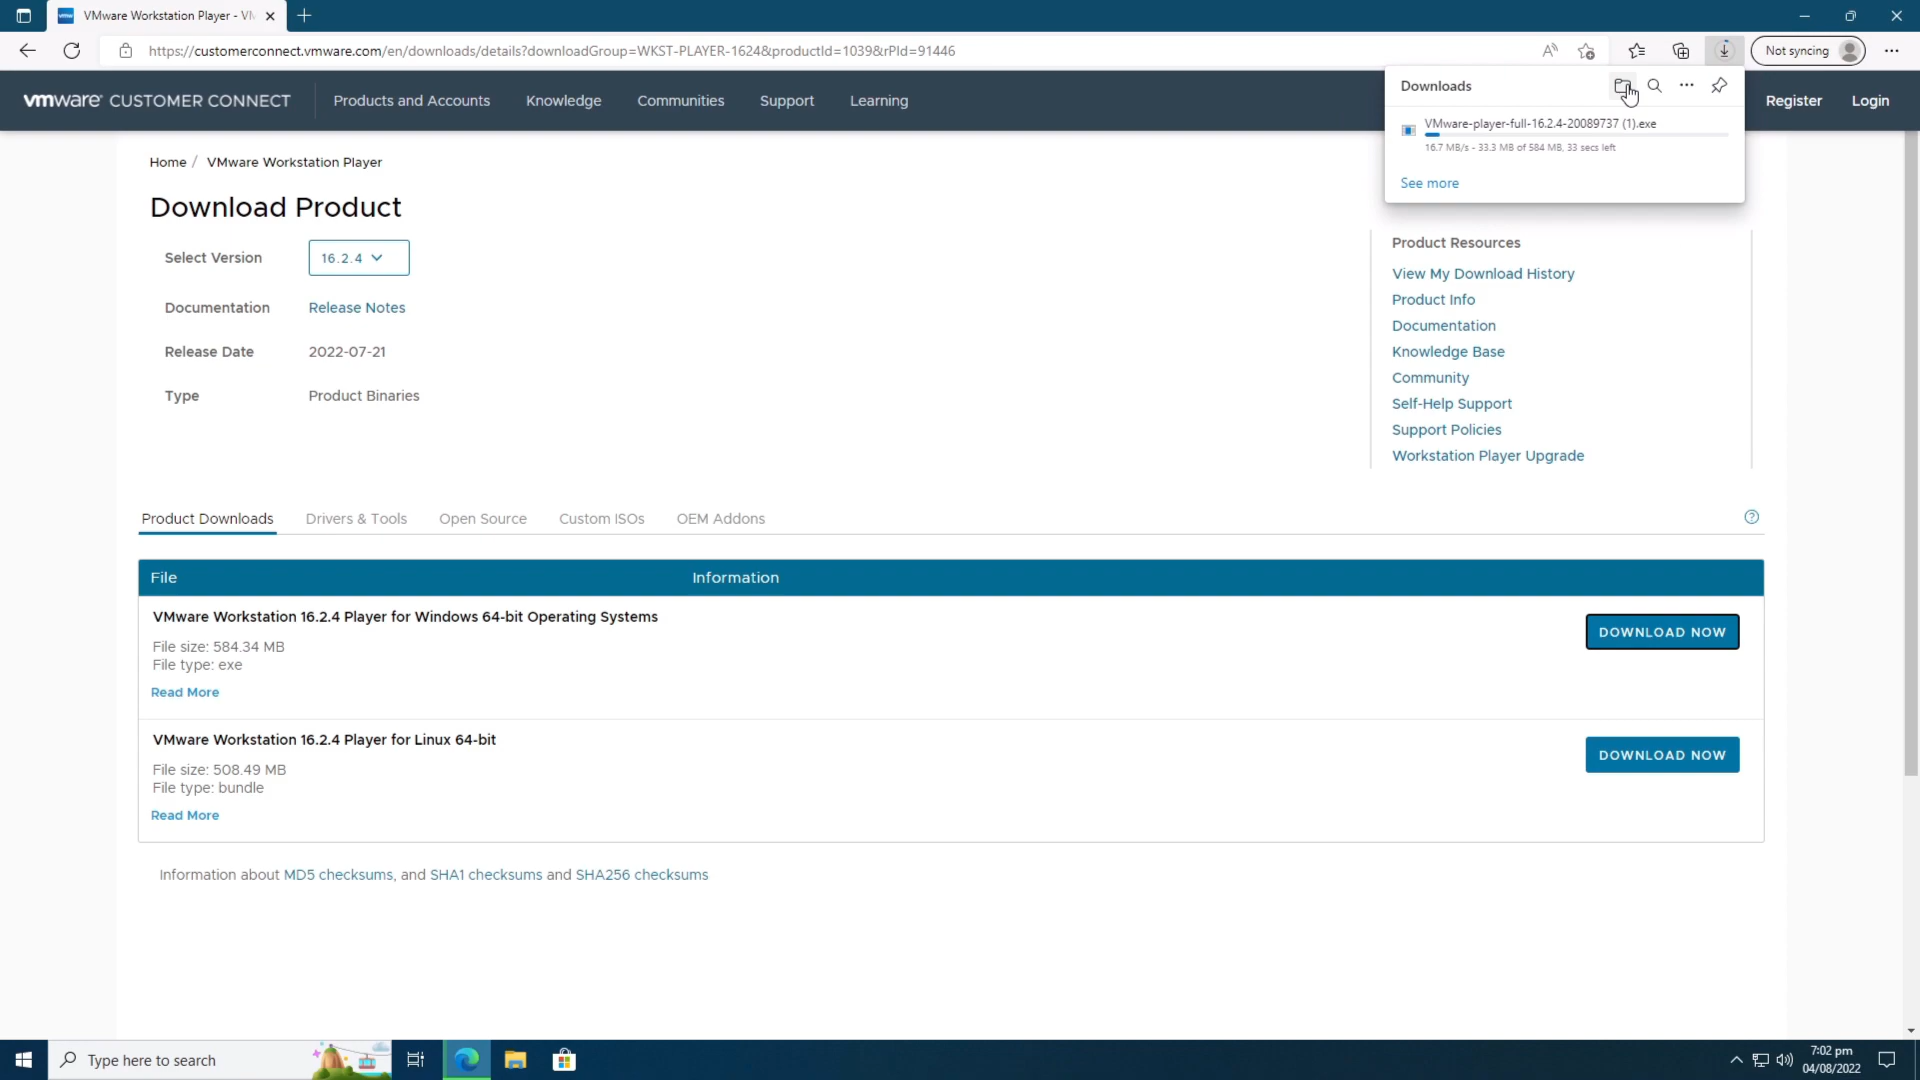 VMware Workstation Player - VM
https://customerconnect.vmware.com/en/downloads/details?downloadGroup=WKST-PLAYER-1624&productId=1039&rPId=91446
Not syncing
vmware® CUSTOMER CONNECT
Products and Accounts
Knowledge
Communities
Support
Learning
Register
Login
Downloads
VMware-player-full-16.2.4-20089737 (1).exe
16.7 MB/s - 33.3 MB of 584 MB, 33 secs left
See more
Home / VMware Workstation Player
Download Product
Select Version
16.2.4
Documentation
Release Notes
Release Date
2022-07-21
Type
Product Binaries
Product Resources
View My Download History
Product Info
Documentation
Knowledge Base
Community
Self-Help Support
Support Policies
Workstation Player Upgrade
Product Downloads
Drivers & Tools
Open Source
Custom ISOs
OEM Addons
File
Information
VMware Workstation 16.2.4 Player for Windows 64-bit Operating Systems
File size: 584.34 MB
File type: exe
Read More
DOWNLOAD NOW
VMware Workstation 16.2.4 Player for Linux 64-bit
File size: 508.49 MB
File type: bundle
Read More
DOWNLOAD NOW
Information about MD5 checksums, and SHA1 checksums and SHA256 checksums
Type here to search
7:02 pm
04/08/2022